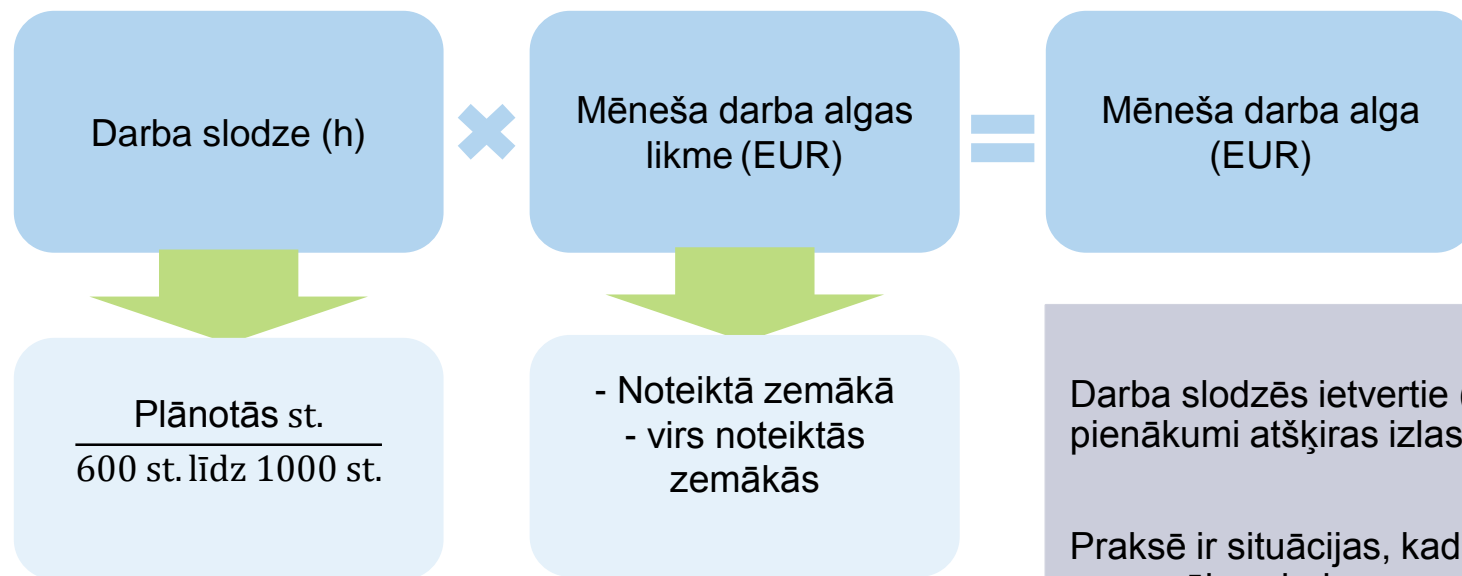 Darba slodze (h)
Mēneša darba algas
likme (EUR)
Mēneša darba alga
(EUR)
Plānotās st.
600 st. līdz 1000 st.
- Noteiktā zemākā
- virs noteiktās
zemākās
Darba slodzēs ietvertie
pienākumi atšķiras
Praksē ir situācijas, kad